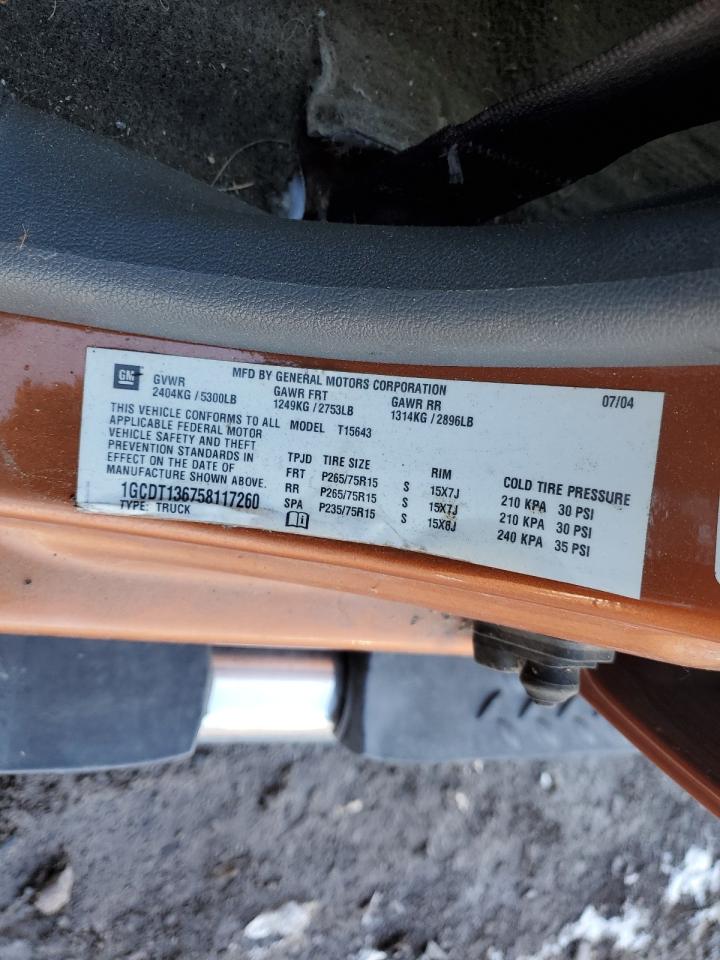 GM
MFD BY GENERAL MOTORS CORPORATION
07/04
GVWR GAWR FRT GAWR RR
2404KG / 5300LB 1249KG / 2753LB 1314KG / 2896LB
THIS VEHICLE CONFORMS TO ALL
APPLICABLE FEDERAL MOTOR
VEHICLE SAFETY AND THEFT
PREVENTION STANDARDS IN
EFFECT ON THE DATE OF
MANUFACTURE SHOWN ABOVE.
1GCDT136758117260
TYPE: TRUCK
MODEL T15643
TPJD TIRE SIZE RIM COLD TIRE PRESSURE
FRT P265/75R15 S 15X7J 210 KPA 30 PSI
RR P265/75R15 S 15X7J 210 KPA 30 PSI
SPA P235/75R15 S 15X6J 240 KPA 35 PSI